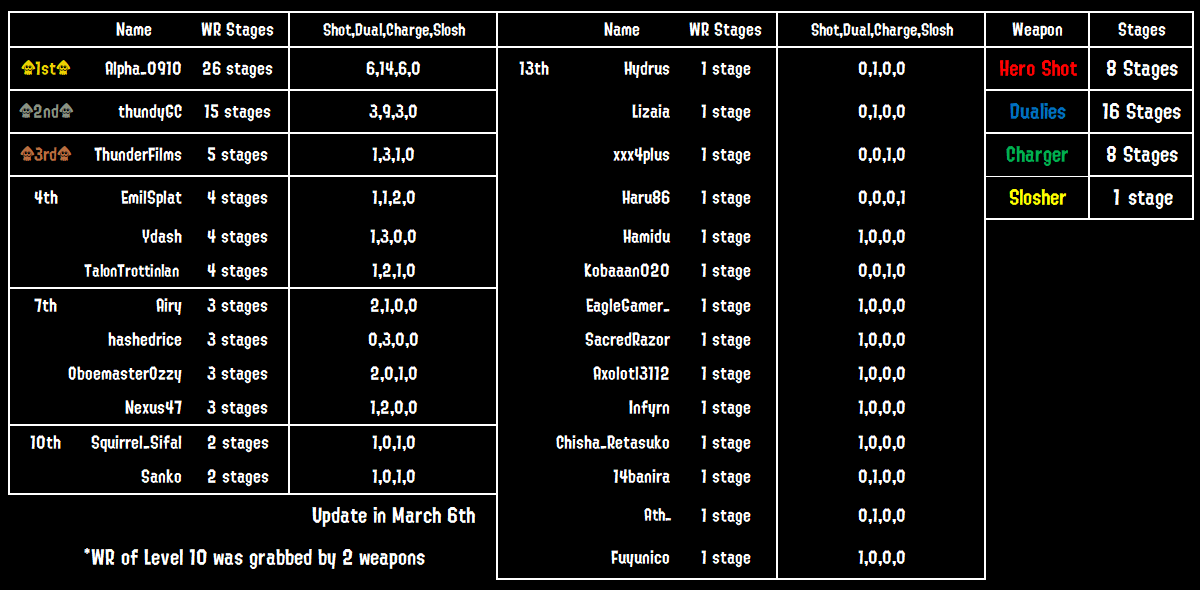 Name WR Stages Shot,Dual,Charge,Slosh
1st Alpha_0910 26 stages 6,14,6,0
2nd thundyGC 15 stages 3,9,3,0
3rd ThunderFilms 5 stages 1,3,1,0
4th EmilSplat 4 stages 1,1,2,0
Ydash 4 stages 1,3,0,0
TalonTrottinIan 4 stages 1,2,1,0
7th Airy 3 stages 2,1,0,0
hashedrice 3 stages 0,3,0,0
OboemasterOzzy 3 stages 2,0,1,0
Nexus47 3 stages 1,2,0,0
10th Squirrel_Sifal 2 stages 1,0,1,0
Sanko 2 stages 1,0,1,0
Update in March 6th
*WR of Level 10 was grabbed by 2 weapons
Name WR Stages Shot,Dual,Charge,Slosh
13th Hydrus 1 stage 0,1,0,0
Lizaia 1 stage 0,1,0,0
xxx4plus 1 stage 0,0,1,0
Haru86 1 stage 0,0,0,1
Hamidu 1 stage 1,0,0,0
Kobaaan020 1 stage 0,0,1,0
EagleGamer_ 1 stage 1,0,0,0
SacredRazor 1 stage 1,0,0,0
Axolotl3112 1 stage 1,0,0,0
Infyrn 1 stage 1,0,0,0
Chisha_Retasuko 1 stage 1,0,0,0
14banira 1 stage 0,1,0,0
Ath_ 1 stage 0,1,0,0
Fuyunico 1 stage 1,0,0,0
Weapon Stages
Hero Shot 8 Stages
Dualies 16 Stages
Charger 8 Stages
Slosher 1 stage